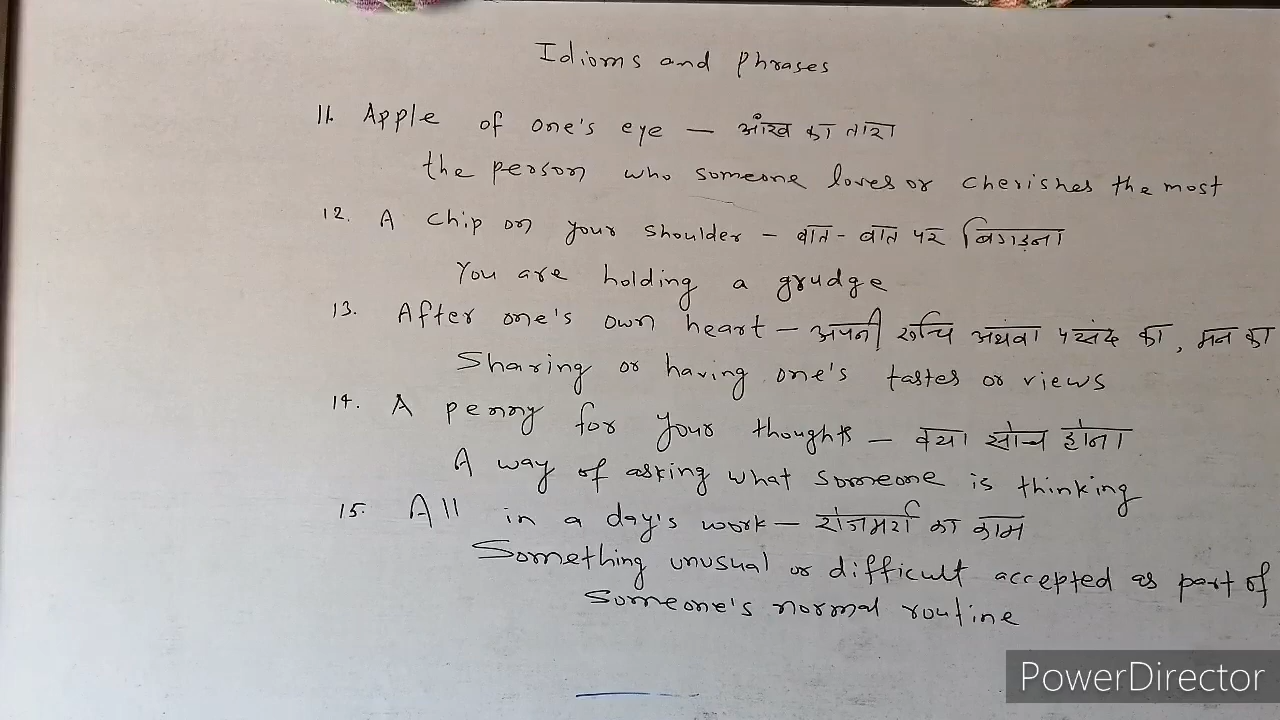 Idioms and phrases
11. Apple of one's eye – आँख का तारा
the person who someone loves or cherishes the most
12. A chip on your shoulder – बात-बात पर बिगड़ना
You are holding a grudge
13. After one's own heart – अपनी रूचि अथवा पसंद का, मन का
Sharing or having one's tastes or views
14. A penny for your thoughts – क्या सोच होना
A way of asking what someone is thinking
15. All in a day's work – रोजमर्रा का काम
Something unusual or difficult accepted as part of
Someone's normal routine
PowerDirector